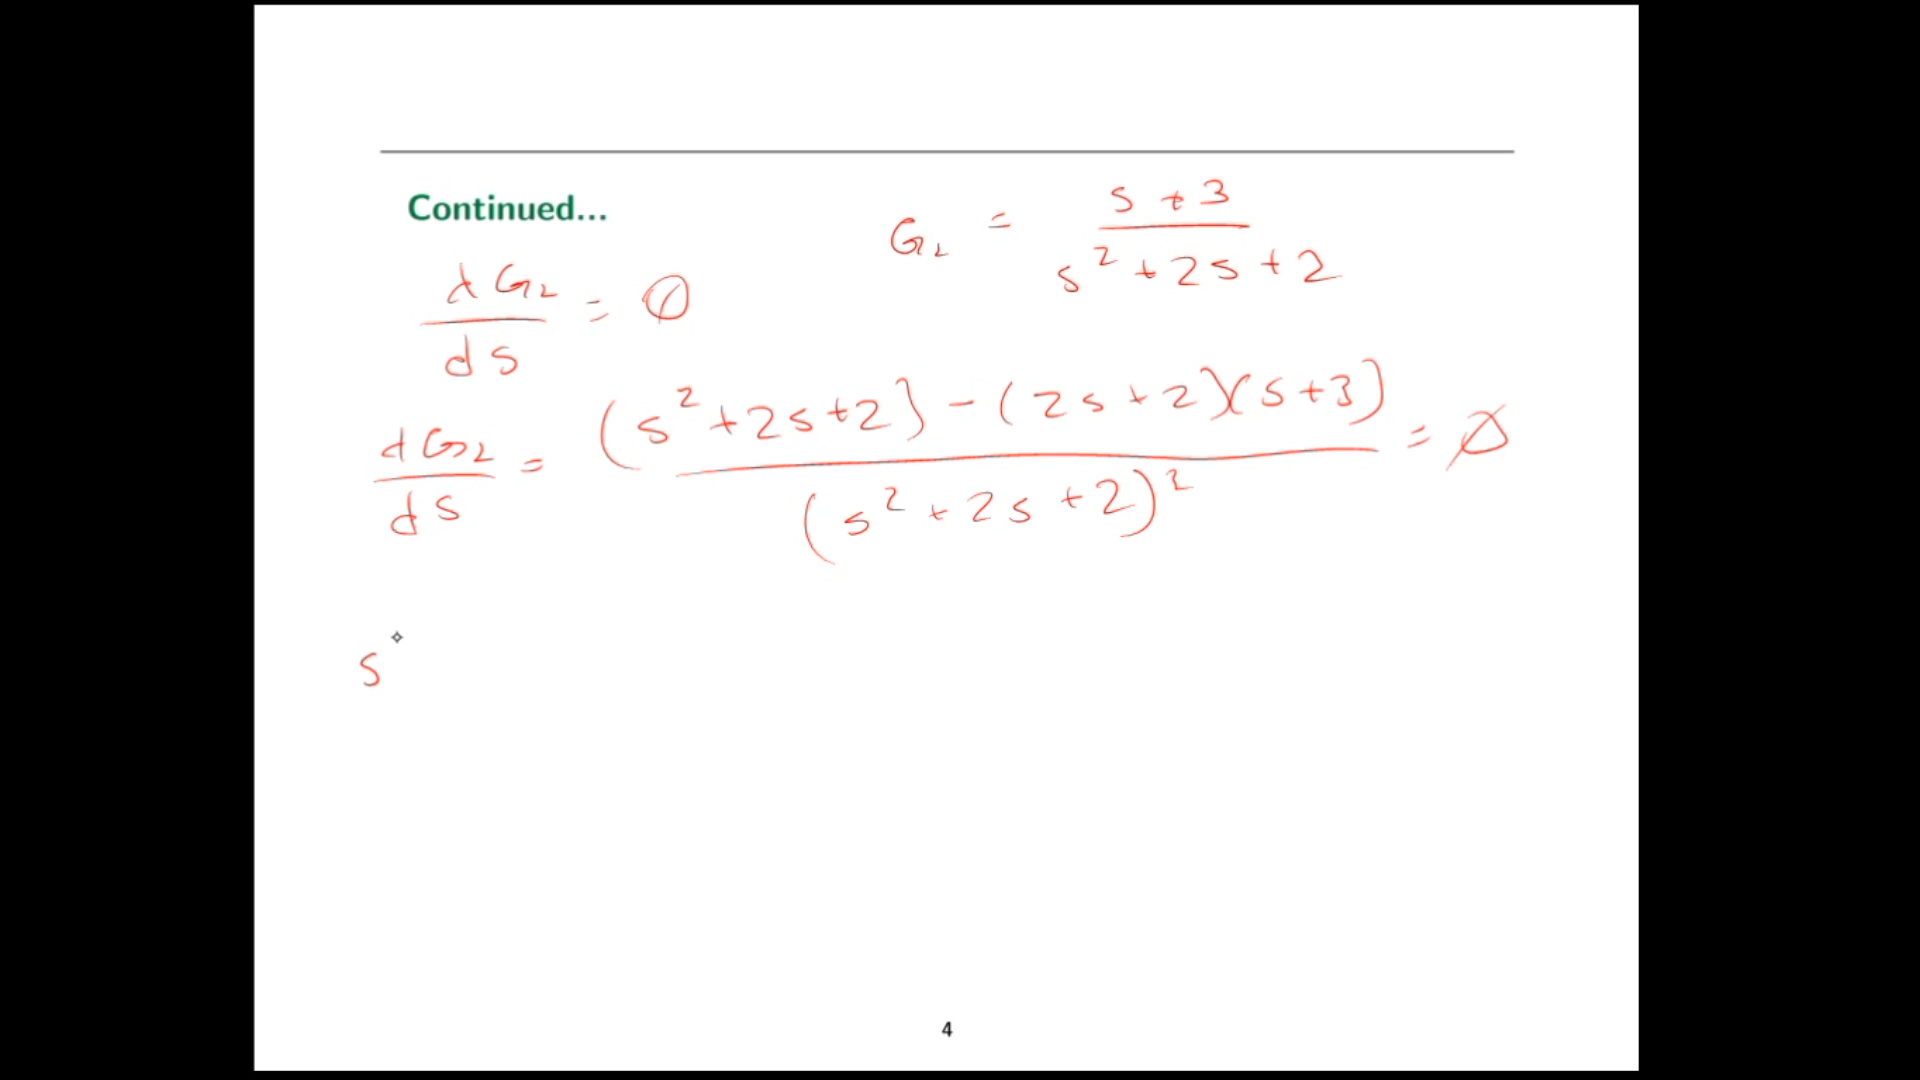 Continued...
G₂ = (s + 3) / (s² + 2s + 2)
dG₂ / ds = 0
dG₂ / ds = ((s² + 2s + 2) - (2s + 2)(s + 3)) / (s² + 2s + 2)² = 0
s
4